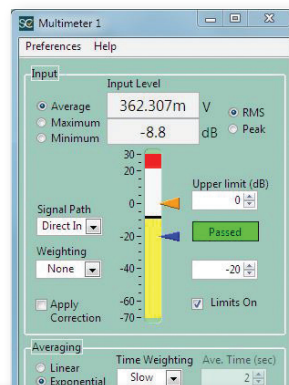 SC Multimeter 1
Preferences Help
Input
Input Level
Average 362.307m V RMS
Maximum
Minimum -8.8 dB Peak
30
20 Upper limit (dB)
0 0
Signal Path
Direct In Passed
-20
Weighting
None -40 -20
Apply Correction -60 Limits On
-70
Averaging
Linear Time Weighting Ave. Time (sec)
Exponential Slow 2